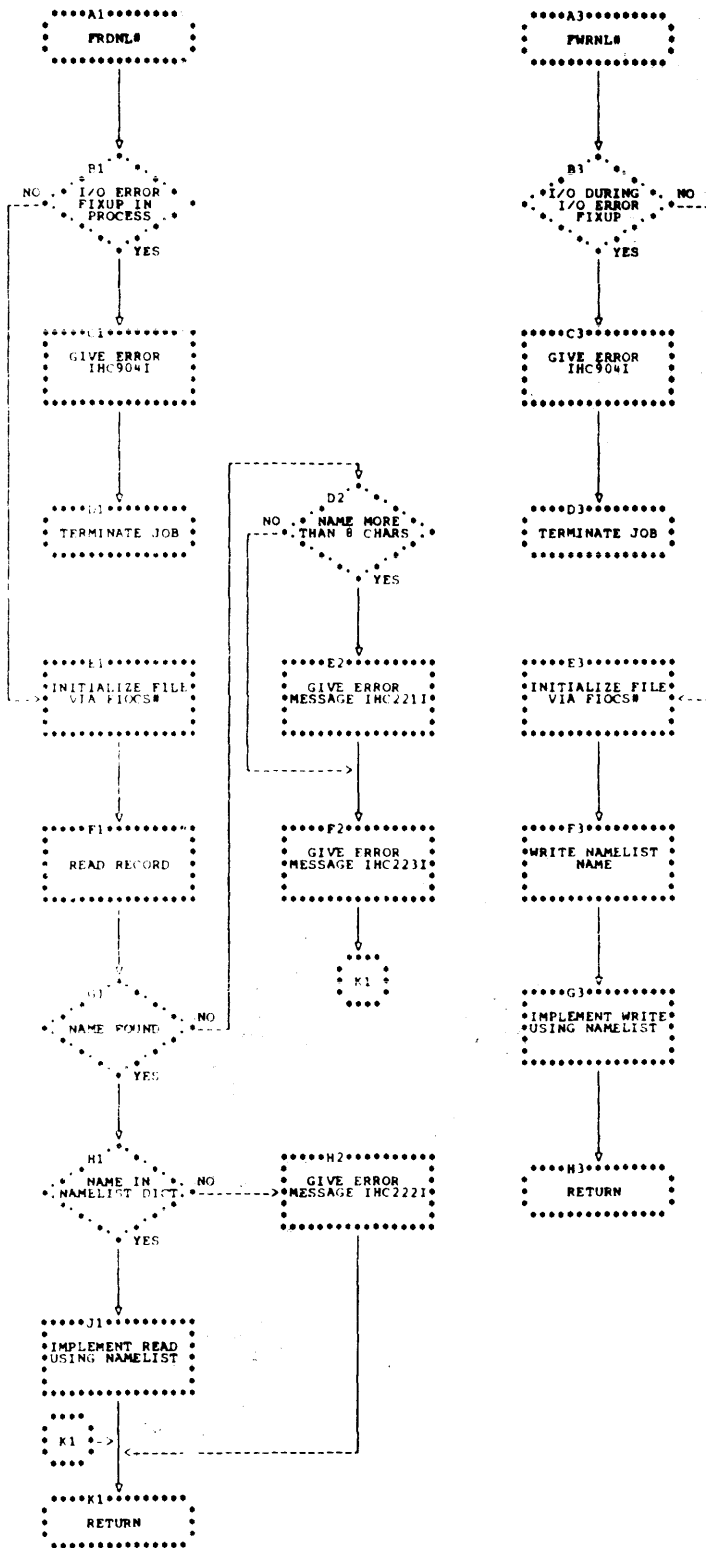 A1
FRDNL#
B1
NO
I/O ERROR
FIXUP IN
PROCESS
YES
C1
GIVE ERROR
IHC904I
D1
TERMINATE JOB
E1
INITIALIZE FILE
VIA FIOCS#
F1
READ RECORD
G1
NAME FOUND
NO
YES
H1
NAME IN
NAMELIST DICT
NO
YES
J1
IMPLEMENT READ
USING NAMELIST
K1
K1
RETURN
D2
NO
NAME MORE
THAN 8 CHARS
YES
E2
GIVE ERROR
MESSAGE IHC221I
F2
GIVE ERROR
MESSAGE IHC223I
K1
H2
GIVE ERROR
MESSAGE IHC222I
A3
FWRNL#
B3
I/O DURING
I/O ERROR
FIXUP
NO
YES
C3
GIVE ERROR
IHC904I
D3
TERMINATE JOB
E3
INITIALIZE FILE
VIA FIOCS#
F3
WRITE NAMELIST
NAME
G3
IMPLEMENT WRITE
USING NAMELIST
H3
RETURN